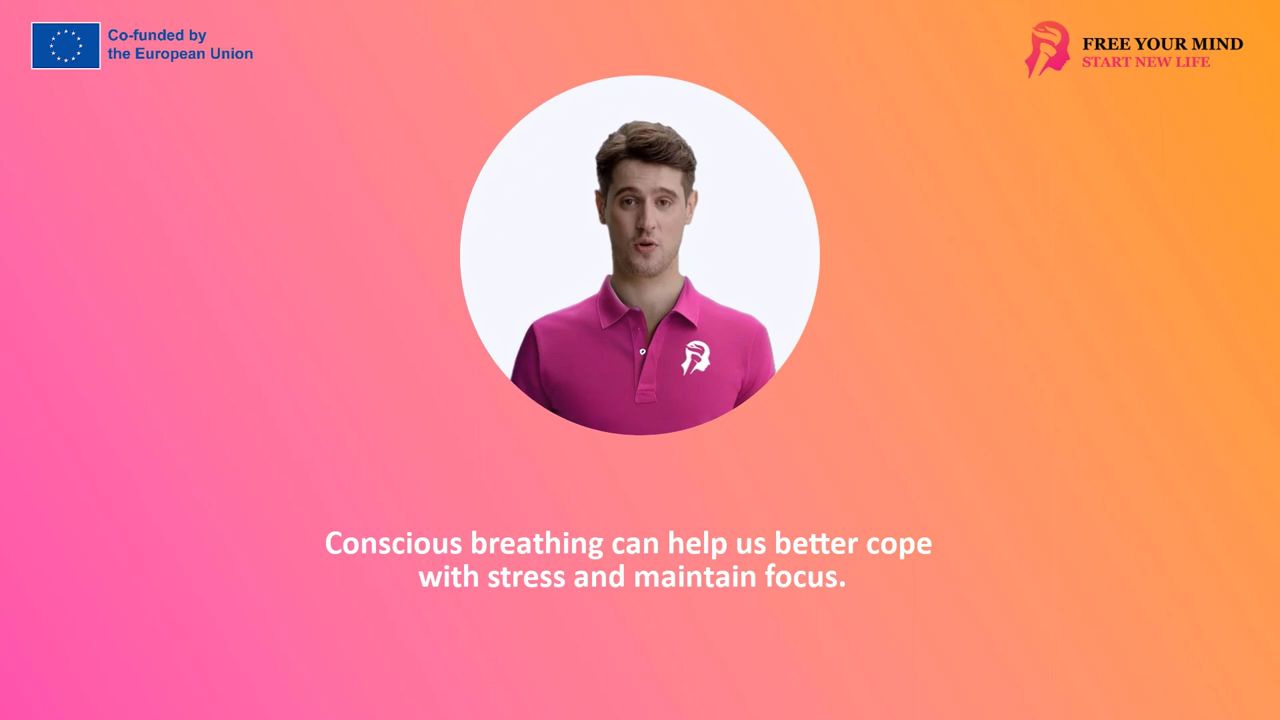 Co-funded by
the European Union
FREE YOUR MIND
START NEW LIFE
Conscious breathing can help us better cope
with stress and maintain focus.